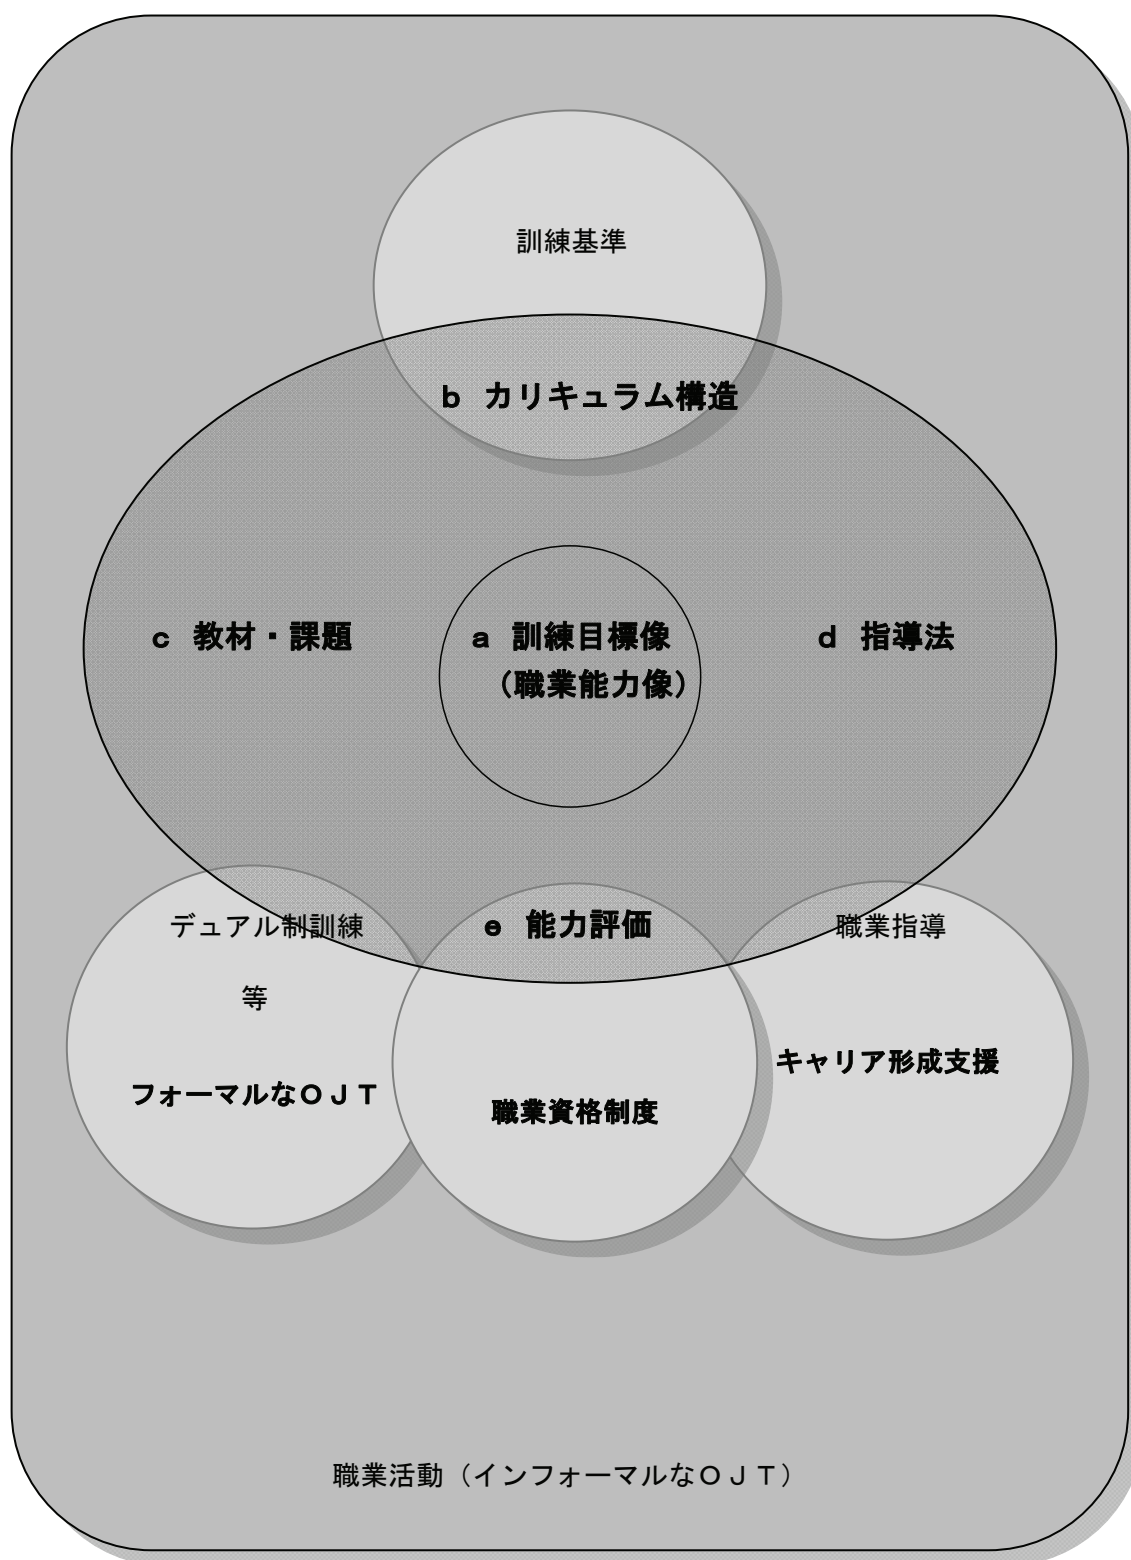 訓練基準
b カリキュラム構造
c 教材・課題
a 訓練目標像
（職業能力像）
d 指導法
デュアル制訓練
等
フォーマルなＯＪＴ
e 能力評価
職業資格制度
職業指導
キャリア形成支援
職業活動（インフォーマルなＯＪＴ）